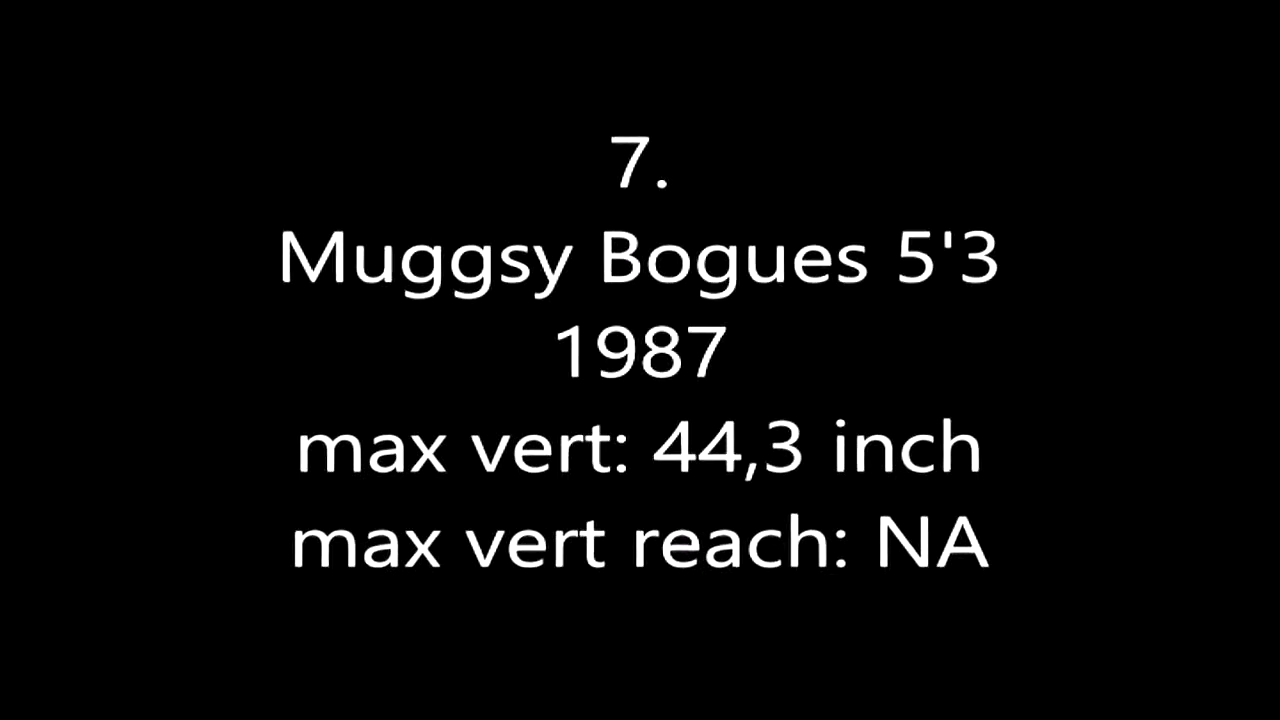 7.
Muggsy Bogues 5'3
1987
max vert: 44,3 inch
max vert reach: NA